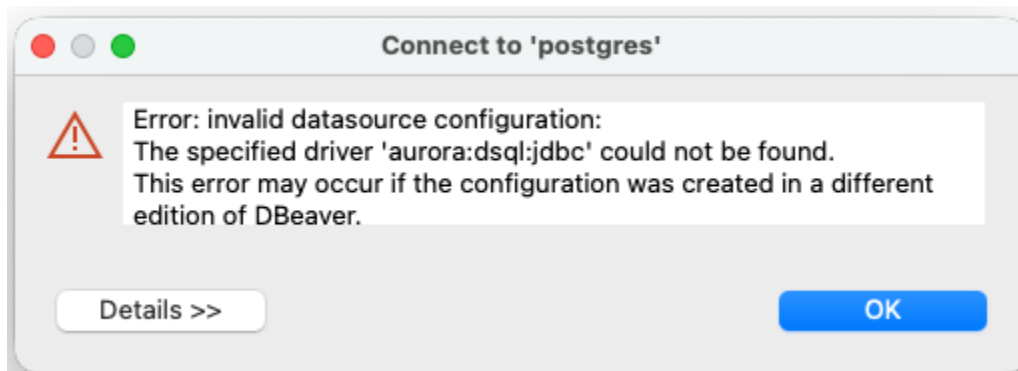 Connect to 'postgres'
Error: invalid datasource configuration:
The specified driver 'aurora:dsql:jdbc' could not be found.
This error may occur if the configuration was created in a different
edition of DBeaver.
Details >>
OK